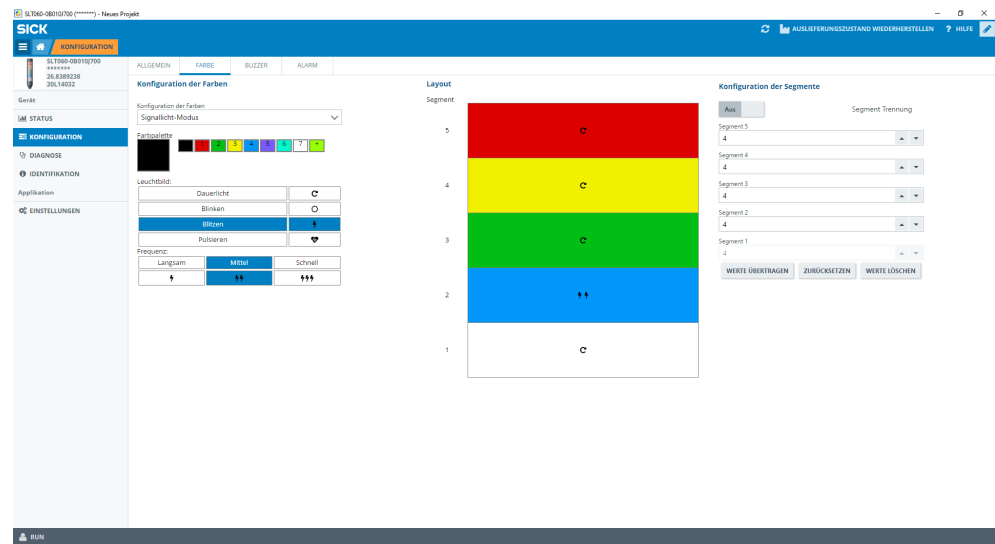 SLT060-0B010J700 (*******) - Neues Projekt
SICK
AUSLIEFERUNGSZUSTAND WIEDERHERSTELLEN
? HILFE
KONFIGURATION
SLT060-0B010J700
*******
26.8389238
20L14032
Gerät
STATUS
KONFIGURATION
DIAGNOSE
IDENTIFIKATION
Applikation
EINSTELLUNGEN
ALLGEMEIN FARBE BUZZER ALARM
Konfiguration der Farben
Konfiguration der Farben
Signallicht-Modus
Farbpalette
1 2 3 4 5 6 7 +
Leuchtbild:
Dauerlicht
Blinken
Blitzen
Pulsieren
Frequenz:
Langsam Mittel Schnell
Layout
Segment
5
4
3
2
1
Konfiguration der Segmente
Aus Segment Trennung
Segment 5
4
Segment 4
4
Segment 3
4
Segment 2
4
Segment 1
4
WERTE ÜBERTRAGEN ZURÜCKSETZEN WERTE LÖSCHEN
RUN